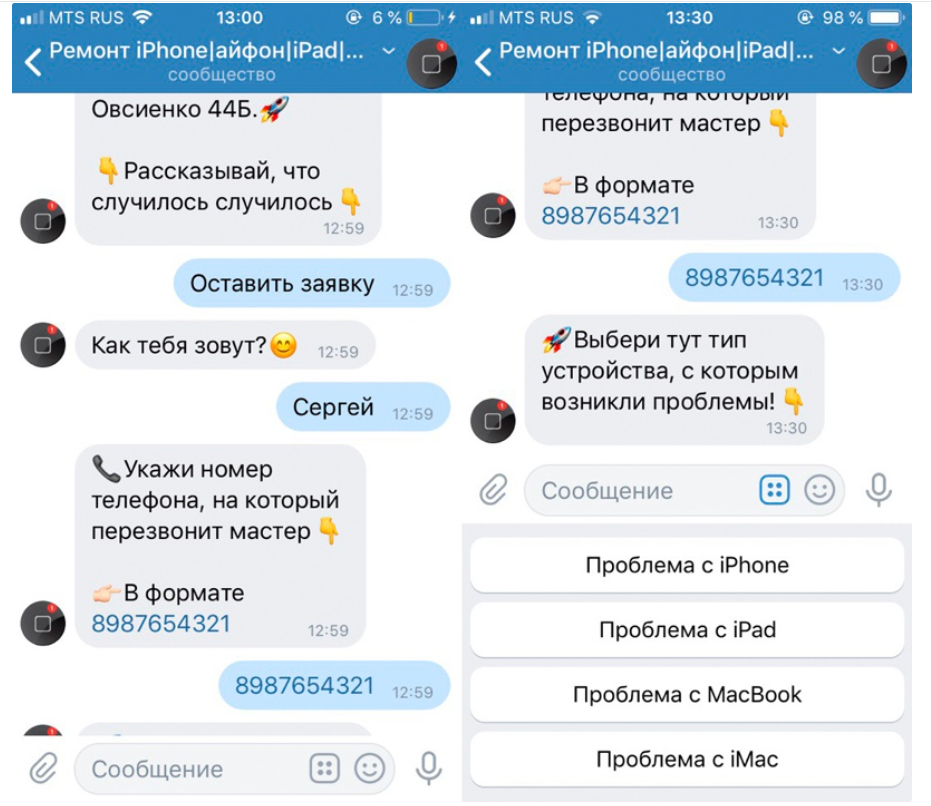 MTS RUS 13:00 6 %
Ремонт iPhone|айфон|iPad|...
сообщество
Овсиенко 44Б.🚀
👇Рассказывай, что
случилось случилось👇
12:59
Оставить заявку 12:59
Как тебя зовут?😊 12:59
Сергей 12:59
📞Укажи номер
телефона, на который
перезвонит мастер👇
👉🏻В формате
8987654321 12:59
8987654321 12:59
Сообщение
MTS RUS 13:30 98 %
Ремонт iPhone|айфон|iPad|...
сообщество
телефона, на который
перезвонит мастер👇
👉🏻В формате
8987654321 13:30
8987654321 13:30
🚀Выбери тут тип
устройства, с которым
возникли проблемы!👇
13:30
Сообщение
Проблема с iPhone
Проблема с iPad
Проблема с MacBook
Проблема с iMac